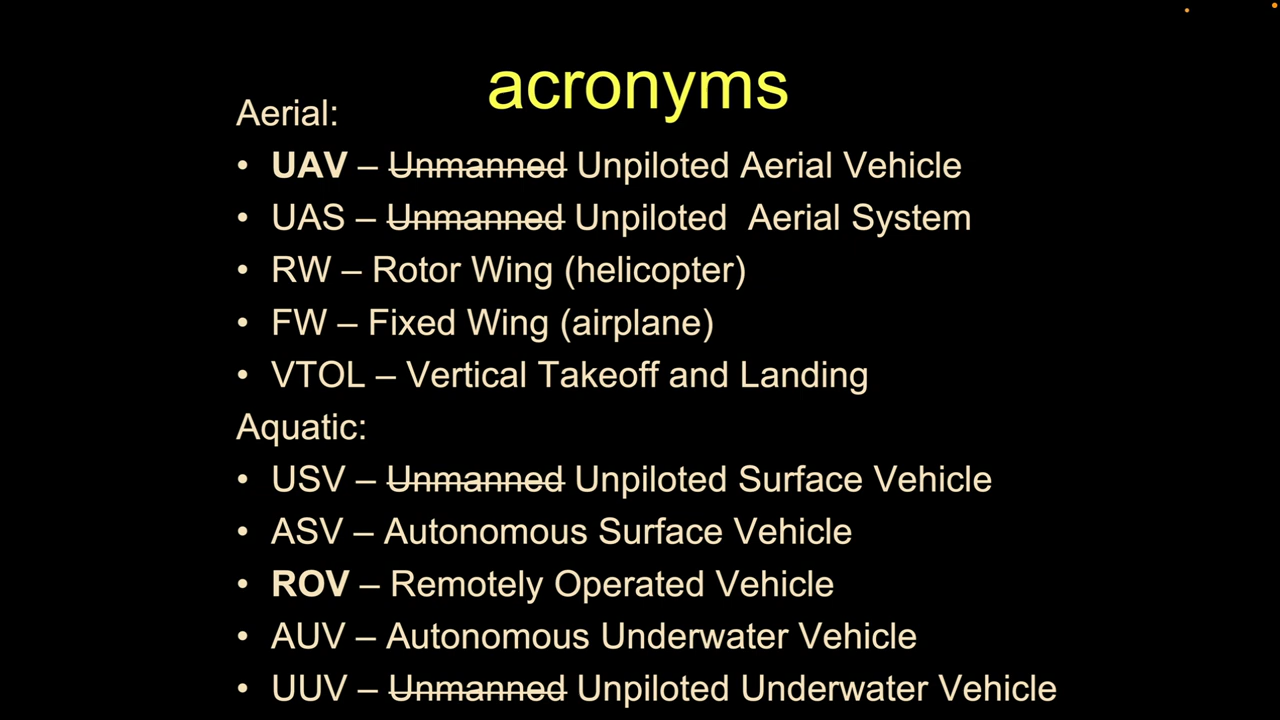 acronyms
Aerial:
• UAV – Unmanned Unpiloted Aerial Vehicle
• UAS – Unmanned Unpiloted  Aerial System
• RW – Rotor Wing (helicopter)
• FW – Fixed Wing (airplane)
• VTOL – Vertical Takeoff and Landing
Aquatic:
• USV – Unmanned Unpiloted Surface Vehicle
• ASV – Autonomous Surface Vehicle
• ROV – Remotely Operated Vehicle
• AUV – Autonomous Underwater Vehicle
• UUV – Unmanned Unpiloted Underwater Vehicle